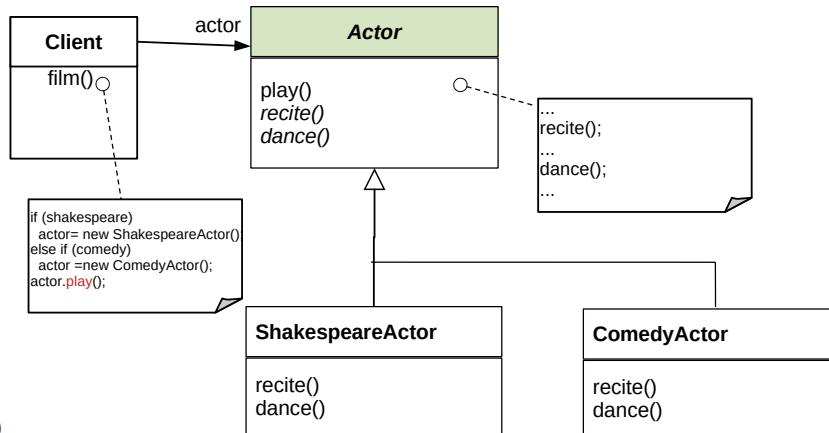 Client
film()
actor
Actor
play()
recite()
dance()
...
recite();
...
dance();
...
if (shakespeare)
actor= new ShakespeareActor();
else if (comedy)
actor =new ComedyActor();
actor.play();
ShakespeareActor
recite()
dance()
ComedyActor
recite()
dance()